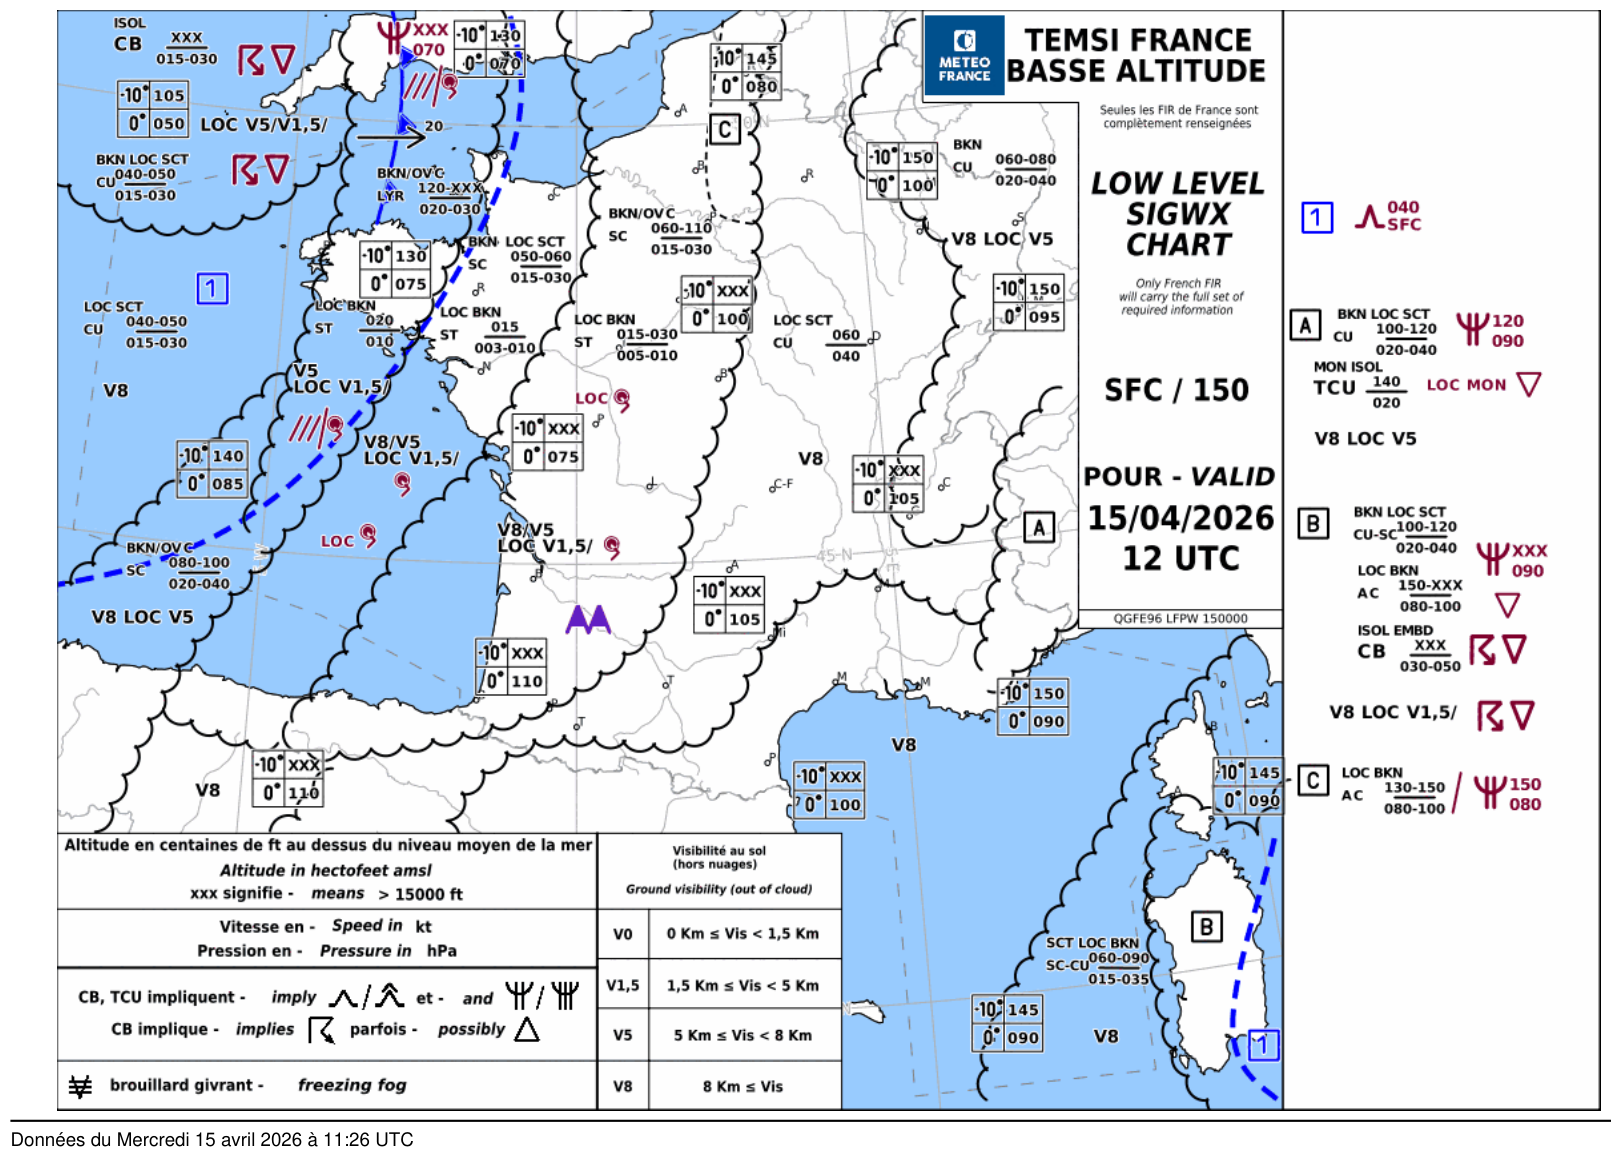 METEO
FRANCE
TEMSI FRANCE
BASSE ALTITUDE
Seules les FIR de France sont
complètement renseignées
LOW LEVEL
SIGWX
CHART
Only French FIR
will carry the full set of
required information
SFC / 150
POUR - VALID
15/04/2026
12 UTC
QGFE96 LFPW 150000
ISOL
CB
XXX
015-030
-10° 105
0° 050
LOC V5/V1,5/
BKN LOC SCT
CU 040-050
015-030
XXX
070
-10° 130
0° 070
20
BKN/OVC
LYR 120-XXX
020-030
-10° 145
0° 080
C
50 N
-10° 150
0° 100
BKN
CU 060-080
020-040
V8 LOC V5
BKN/OVC
SC 060-110
015-030
BKN LOC SCT
SC 050-060
015-030
-10° 130
0° 075
1
LOC SCT
CU 040-050
015-030
LOC BKN
ST 020
010
LOC BKN
ST 015
003-010
LOC BKN
ST 015-030
005-010
-10° XXX
0° 100
LOC SCT
CU 060
040
-10° 150
0° 095
V8
V5
LOC V1,5/
LOC
V8/V5
LOC V1,5/
-10° XXX
0° 075
V8
-10° 140
0° 085
-10° XXX
0° 105
C-F
A
LOC
V8/V5
LOC V1,5/
45 N
BKN/OVC
SC 080-100
020-040
V8 LOC V5
-10° XXX
0° 105
-10° XXX
0° 110
-10° 150
0° 090
V8
V8
-10° XXX
0° 110
-10° XXX
0° 100
-10° 145
0° 090
B
SCT LOC BKN
SC-CU 060-090
015-035
-10° 145
0° 090
V8
1
1
040
SFC
A
BKN LOC SCT
CU 100-120
020-040
120
090
MON ISOL
TCU 140
020
LOC MON
V8 LOC V5
B
BKN LOC SCT
CU-SC 100-120
020-040
XXX
090
LOC BKN
AC 150-XXX
080-100
ISOL EMBD
CB XXX
030-050
V8 LOC V1,5/
C
LOC BKN
AC 130-150
080-100
/
150
080
Altitude en centaines de ft au dessus du niveau moyen de la mer
Altitude in hectofeet amsl
xxx signifie - means > 15000 ft
Vitesse en - Speed in kt
Pression en - Pressure in hPa
CB, TCU impliquent - imply / et - and /
CB implique - implies parfois - possibly
brouillard givrant - freezing fog
Visibilité au sol
(hors nuages)
Ground visibility (out of cloud)
V0 0 Km ≤ Vis < 1,5 Km
V1,5 1,5 Km ≤ Vis < 5 Km
V5 5 Km ≤ Vis < 8 Km
V8 8 Km ≤ Vis
Données du Mercredi 15 avril 2026 à 11:26 UTC